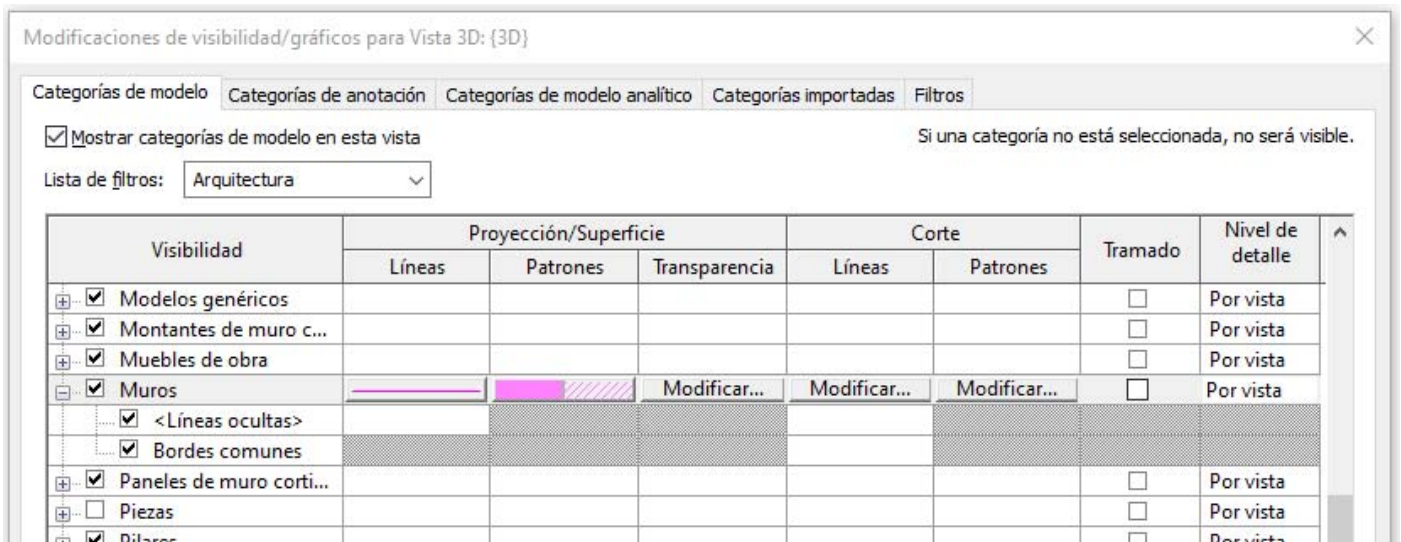 Modificaciones de visibilidad/gráficos para Vista 3D: {3D}
Categorías de modelo Categorías de anotación Categorías de modelo analítico Categorías importadas Filtros
Mostrar categorías de modelo en esta vista Si una categoría no está seleccionada, no será visible.
Lista de filtros: Arquitectura
Visibilidad Proyección/Superficie Corte Tramado Nivel de detalle
Líneas Patrones Transparencia Líneas Patrones
Modelos genéricos Por vista
Montantes de muro c... Por vista
Muebles de obra Por vista
Muros Modificar... Modificar... Modificar... Por vista
<Líneas ocultas>
Bordes comunes
Paneles de muro corti... Por vista
Piezas Por vista
Pilares Por vista